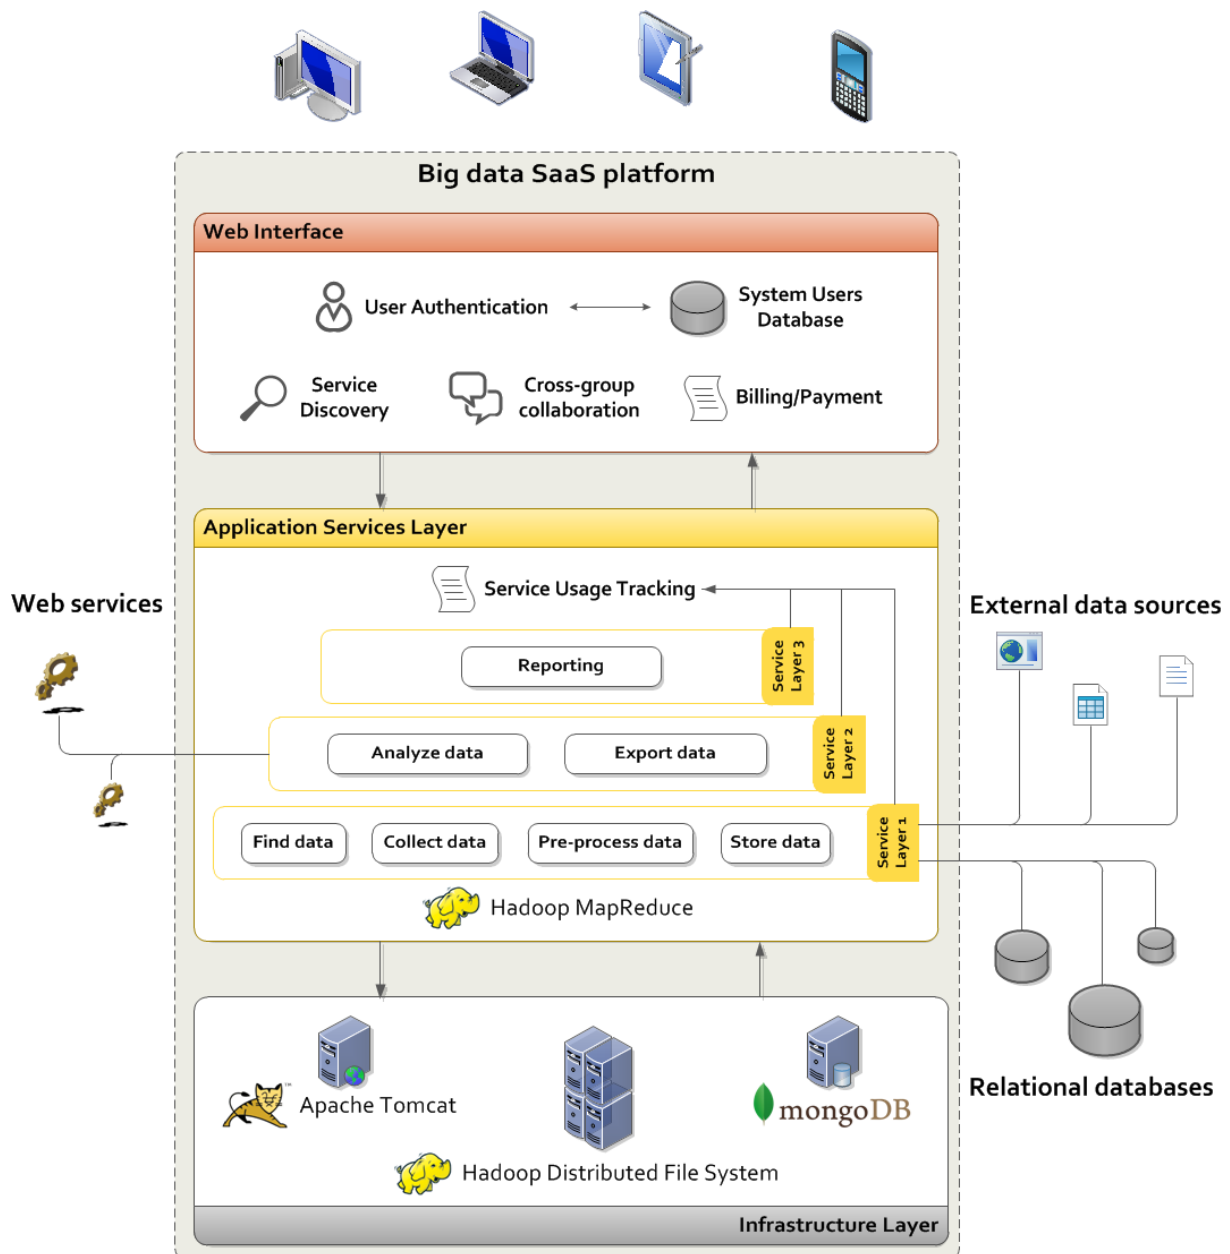 Big data SaaS platform
Web Interface
User Authentication
System Users
Database
Service
Discovery
Cross-group
collaboration
Billing/Payment
Application Services Layer
Service Usage Tracking
Web services
External data sources
Reporting
Service
Layer 3
Analyze data
Export data
Service
Layer 2
Find data
Collect data
Pre-process data
Store data
Service
Layer 1
Hadoop MapReduce
Apache Tomcat
TM
mongoDB
Relational databases
Hadoop Distributed File System
Infrastructure Layer